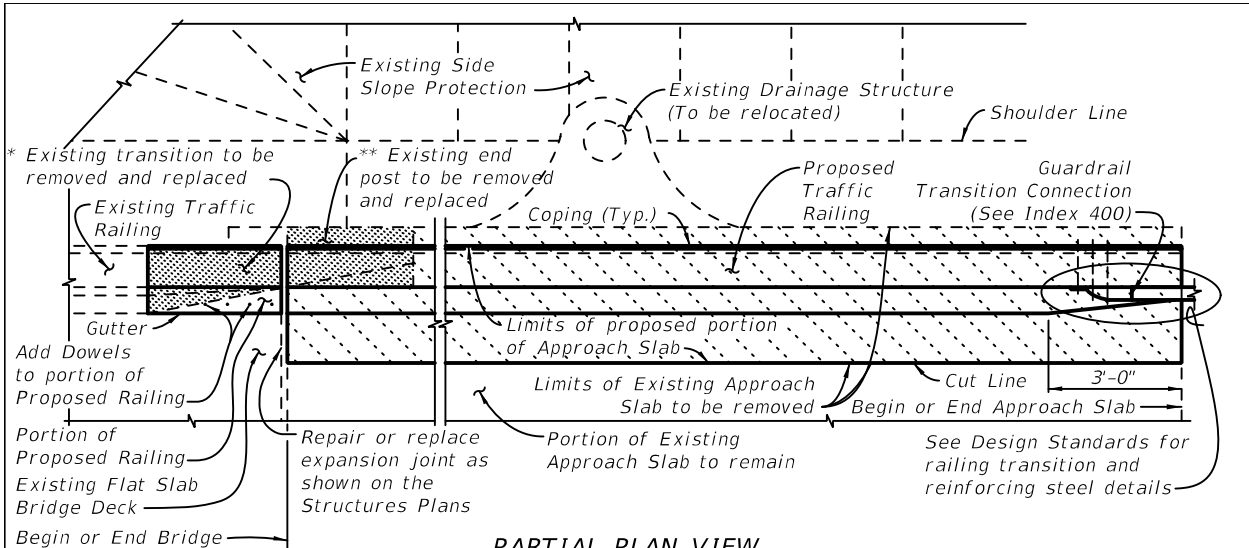 Existing Side
Slope Protection
Existing Drainage Structure
(To be relocated)
Shoulder Line
* Existing transition to be
removed and replaced
** Existing end
post to be removed
and replaced
Proposed
Traffic
Railing
Guardrail
Transition Connection
(See Index 400)
Existing Traffic
Railing
Coping (Typ.)
Gutter
Limits of proposed portion
of Approach Slab
Add Dowels
to portion of
Proposed Railing
Limits of Existing Approach
Slab to be removed
Cut Line
3'-0"
Begin or End Approach Slab
Portion of
Proposed Railing
Repair or replace
expansion joint as
shown on the
Structures Plans
Portion of Existing
Approach Slab to remain
See Design Standards for
railing transition and
reinforcing steel details
Existing Flat Slab
Bridge Deck
Begin or End Bridge
PARTIAL PLAN VIEW